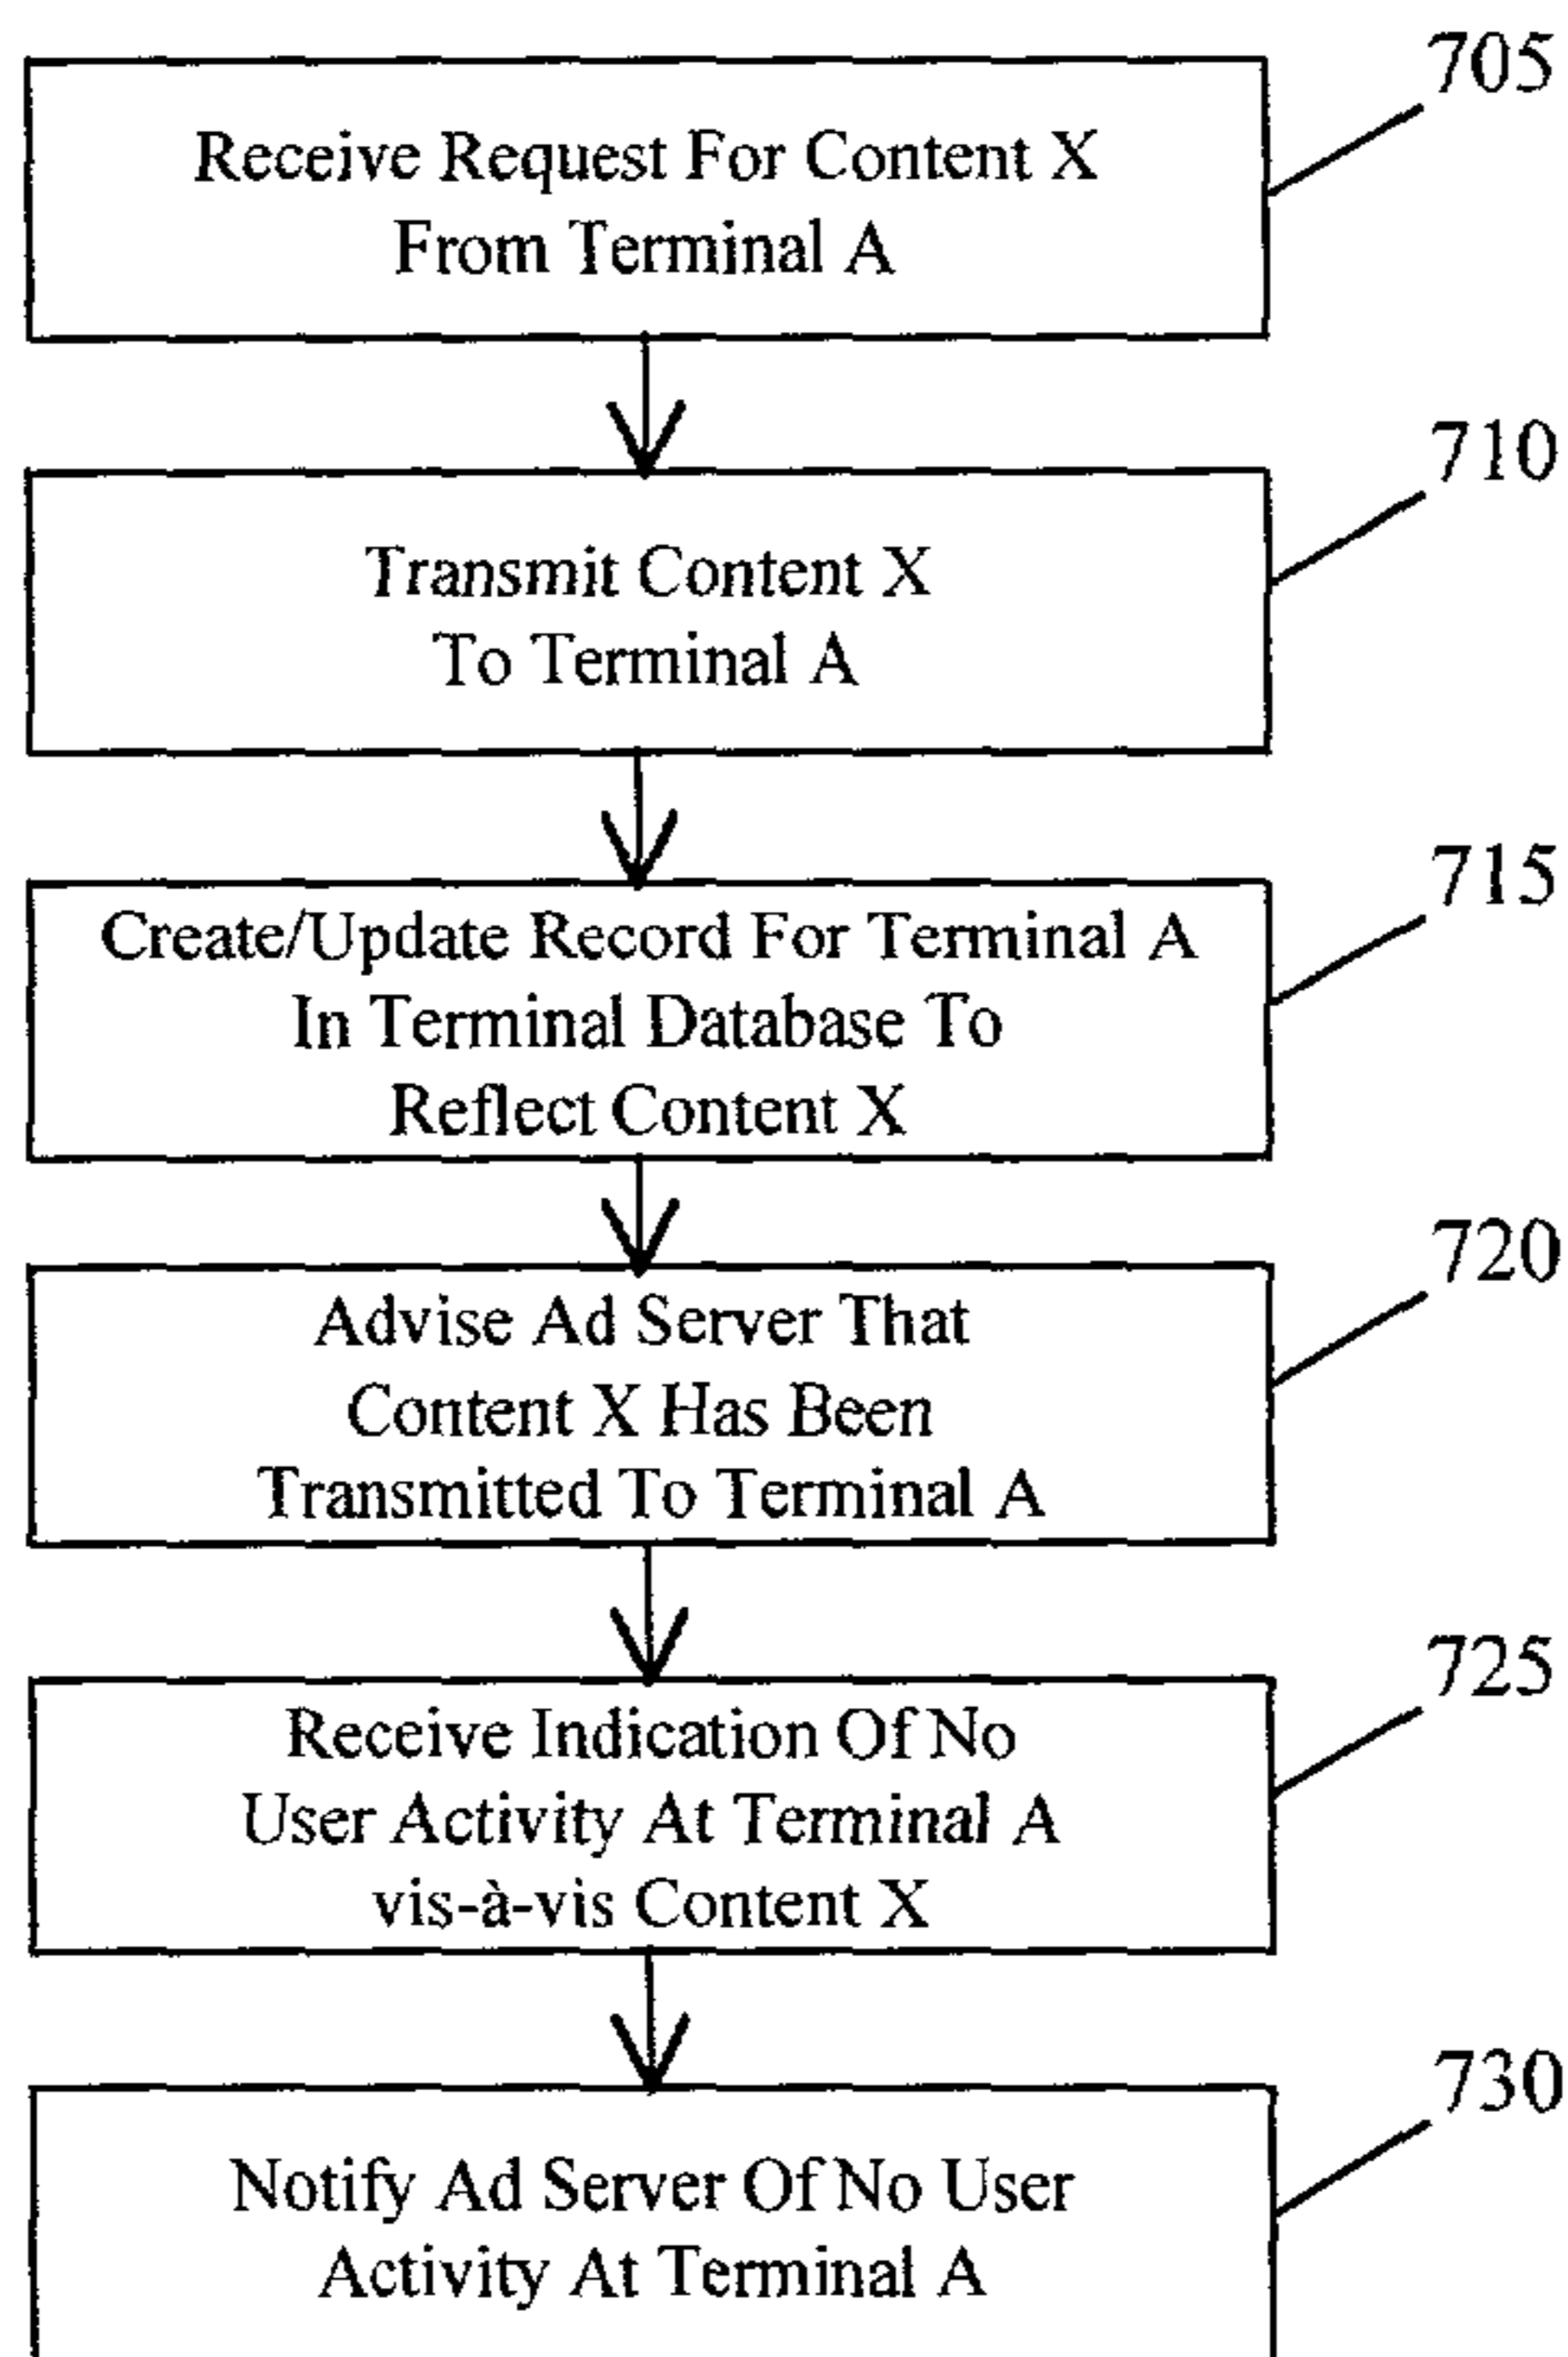 705
Receive Request For Content X
From Terminal A
710
Transmit Content X
To Terminal A
715
Create/Update Record For Terminal A
In Terminal Database To
Reflect Content X
720
Advise Ad Server That
Content X Has Been
Transmitted To Terminal A
725
Receive Indication Of No
User Activity At Terminal A
vis-à-vis Content X
730
Notify Ad Server Of No User
Activity At Terminal A